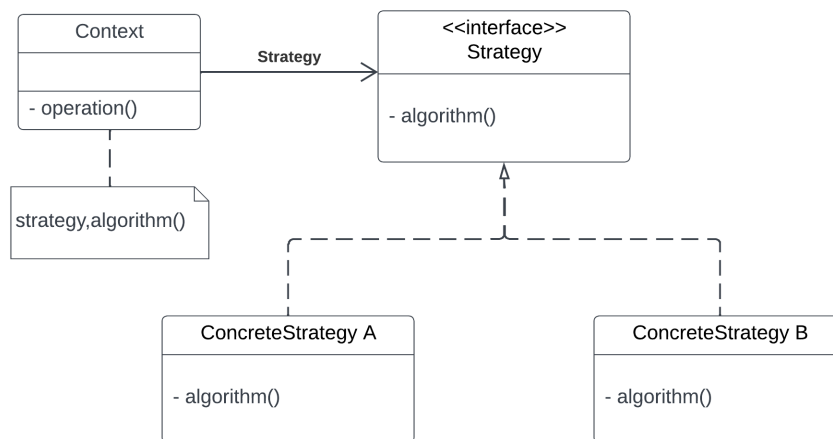 Context
- operation()
Strategy
<<interface>>
Strategy
- algorithm()
strategy,algorithm()
ConcreteStrategy A
- algorithm()
ConcreteStrategy B
- algorithm()